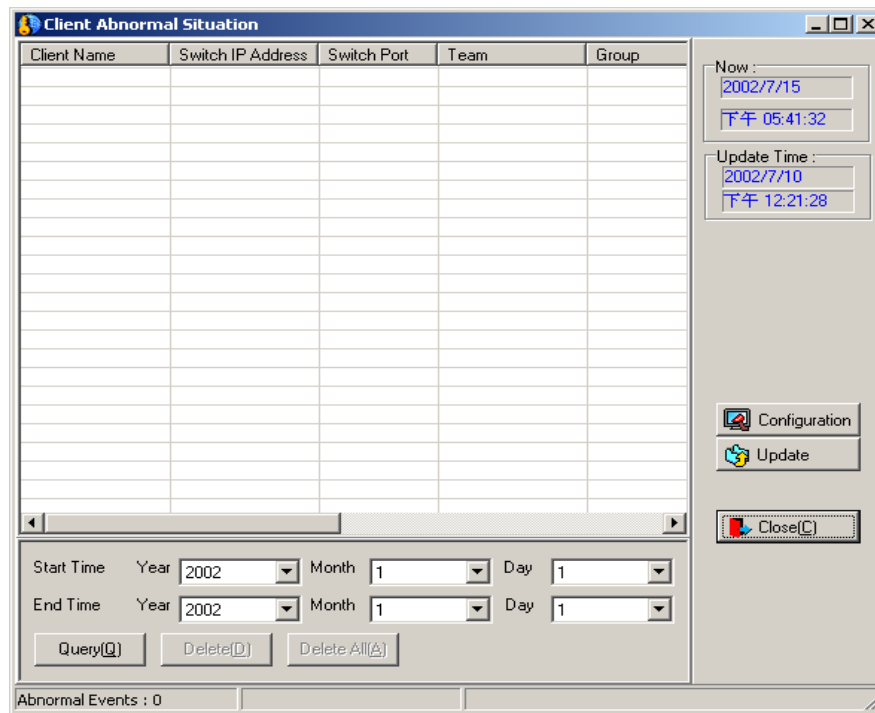 Client Abnormal Situation
Client Name Switch IP Address Switch Port Team Group
Now :
2002/7/15
下午 05:41:32
Update Time :
2002/7/10
下午 12:21:28
Configuration
Update
Close(C)
Start Time Year 2002 Month 1 Day 1
End Time Year 2002 Month 1 Day 1
Query(Q) Delete(D) Delete All(A)
Abnormal Events : 0